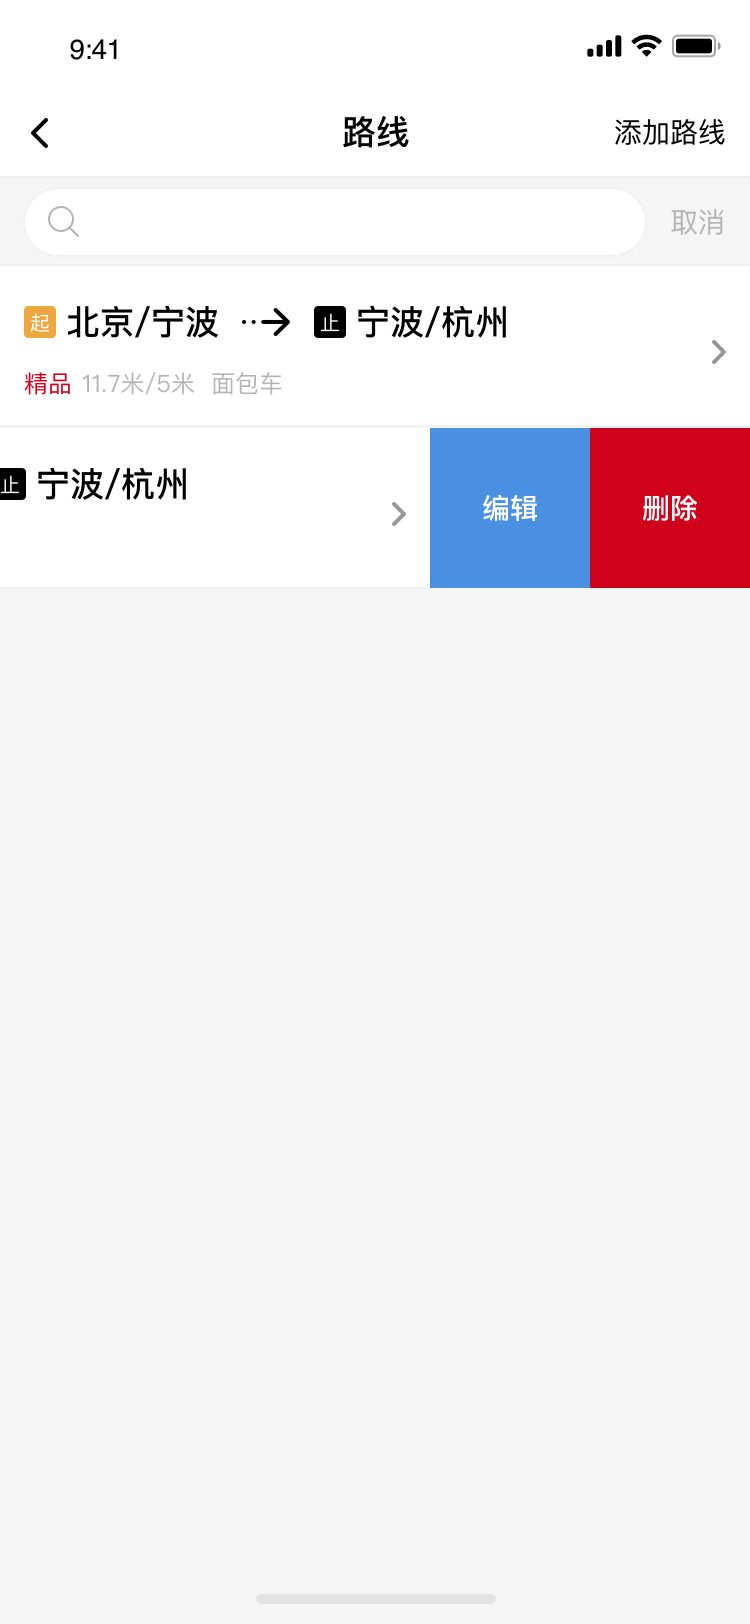 9:41
路线 添加路线
取消
起 北京/宁波 止 宁波/杭州
精品 11.7米/5米 面包车
止 宁波/杭州
编辑 删除